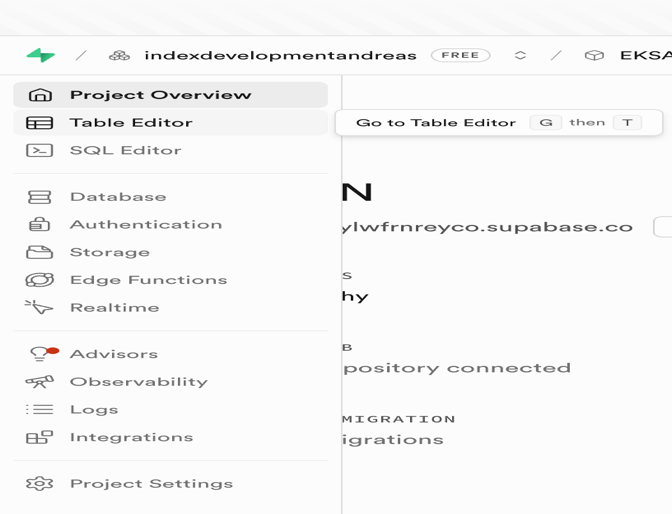 indexdevelopmentandreas FREE EKSA
Project Overview
Table Editor
Go to Table Editor G then T
SQL Editor
N
Database
ylwfrnreyco.supabase.co
Authentication
Storage
S
Edge Functions
hy
Realtime
B
Advisors
pository connected
Observability
Logs
MIGRATION
Integrations
igrations
Project Settings